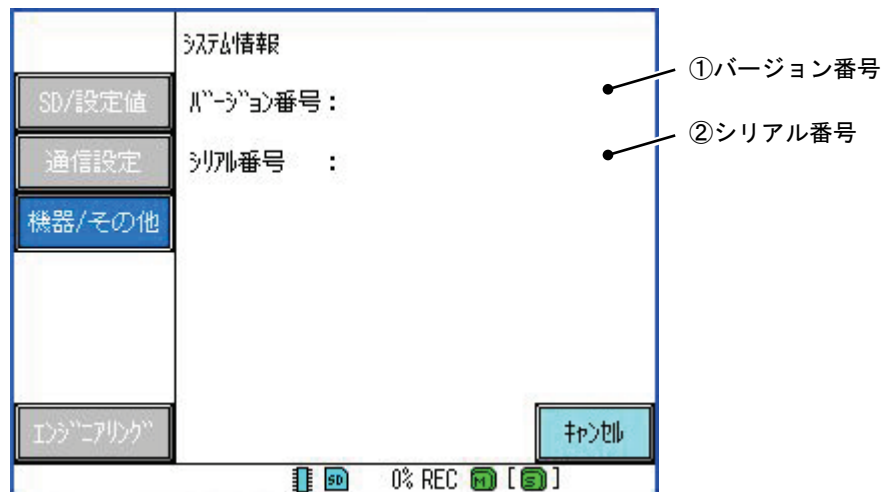 ｼｽﾃﾑ情報
①バージョン番号
SD/設定値
ﾊﾞｰｼﾞｮﾝ番号：
②シリアル番号
通信設定
ｼﾘｱﾙ番号　：
機器/その他
ｴﾝｼﾞﾆｱﾘﾝｸﾞ
ｷｬﾝｾﾙ
SD 0% REC M [S]